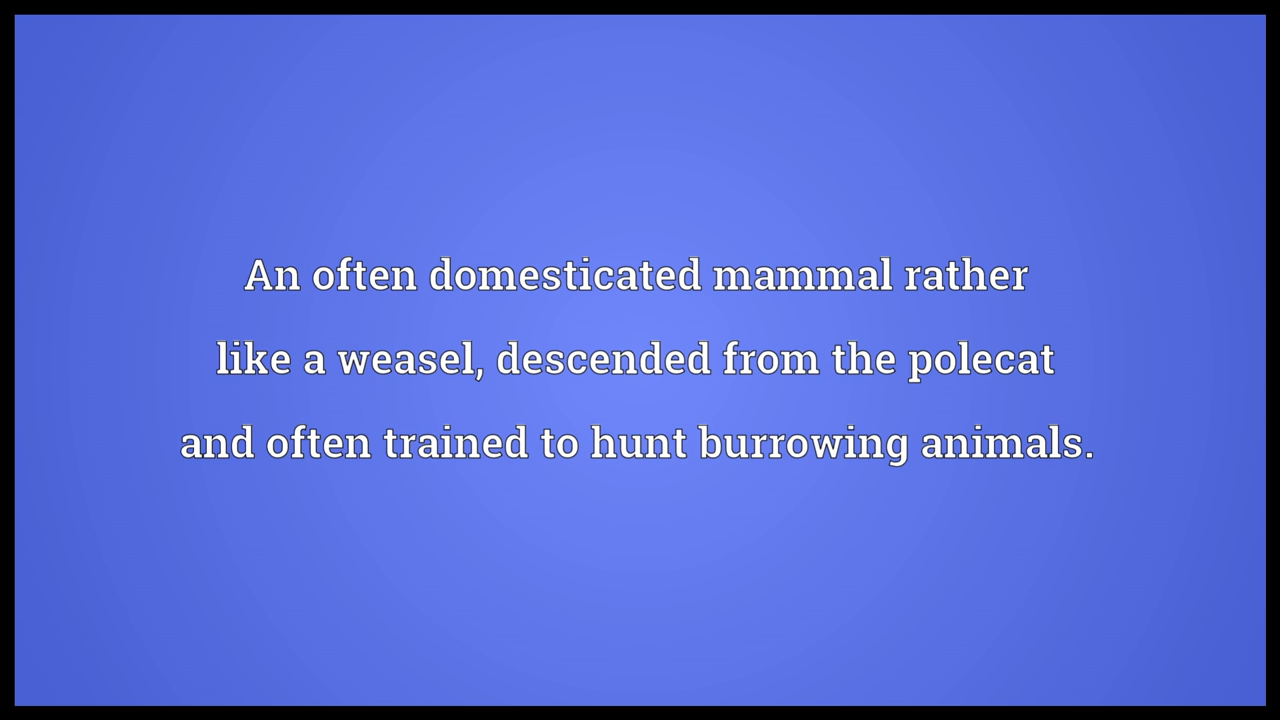 An often domesticated mammal rather
like a weasel, descended from the polecat
and often trained to hunt burrowing animals.